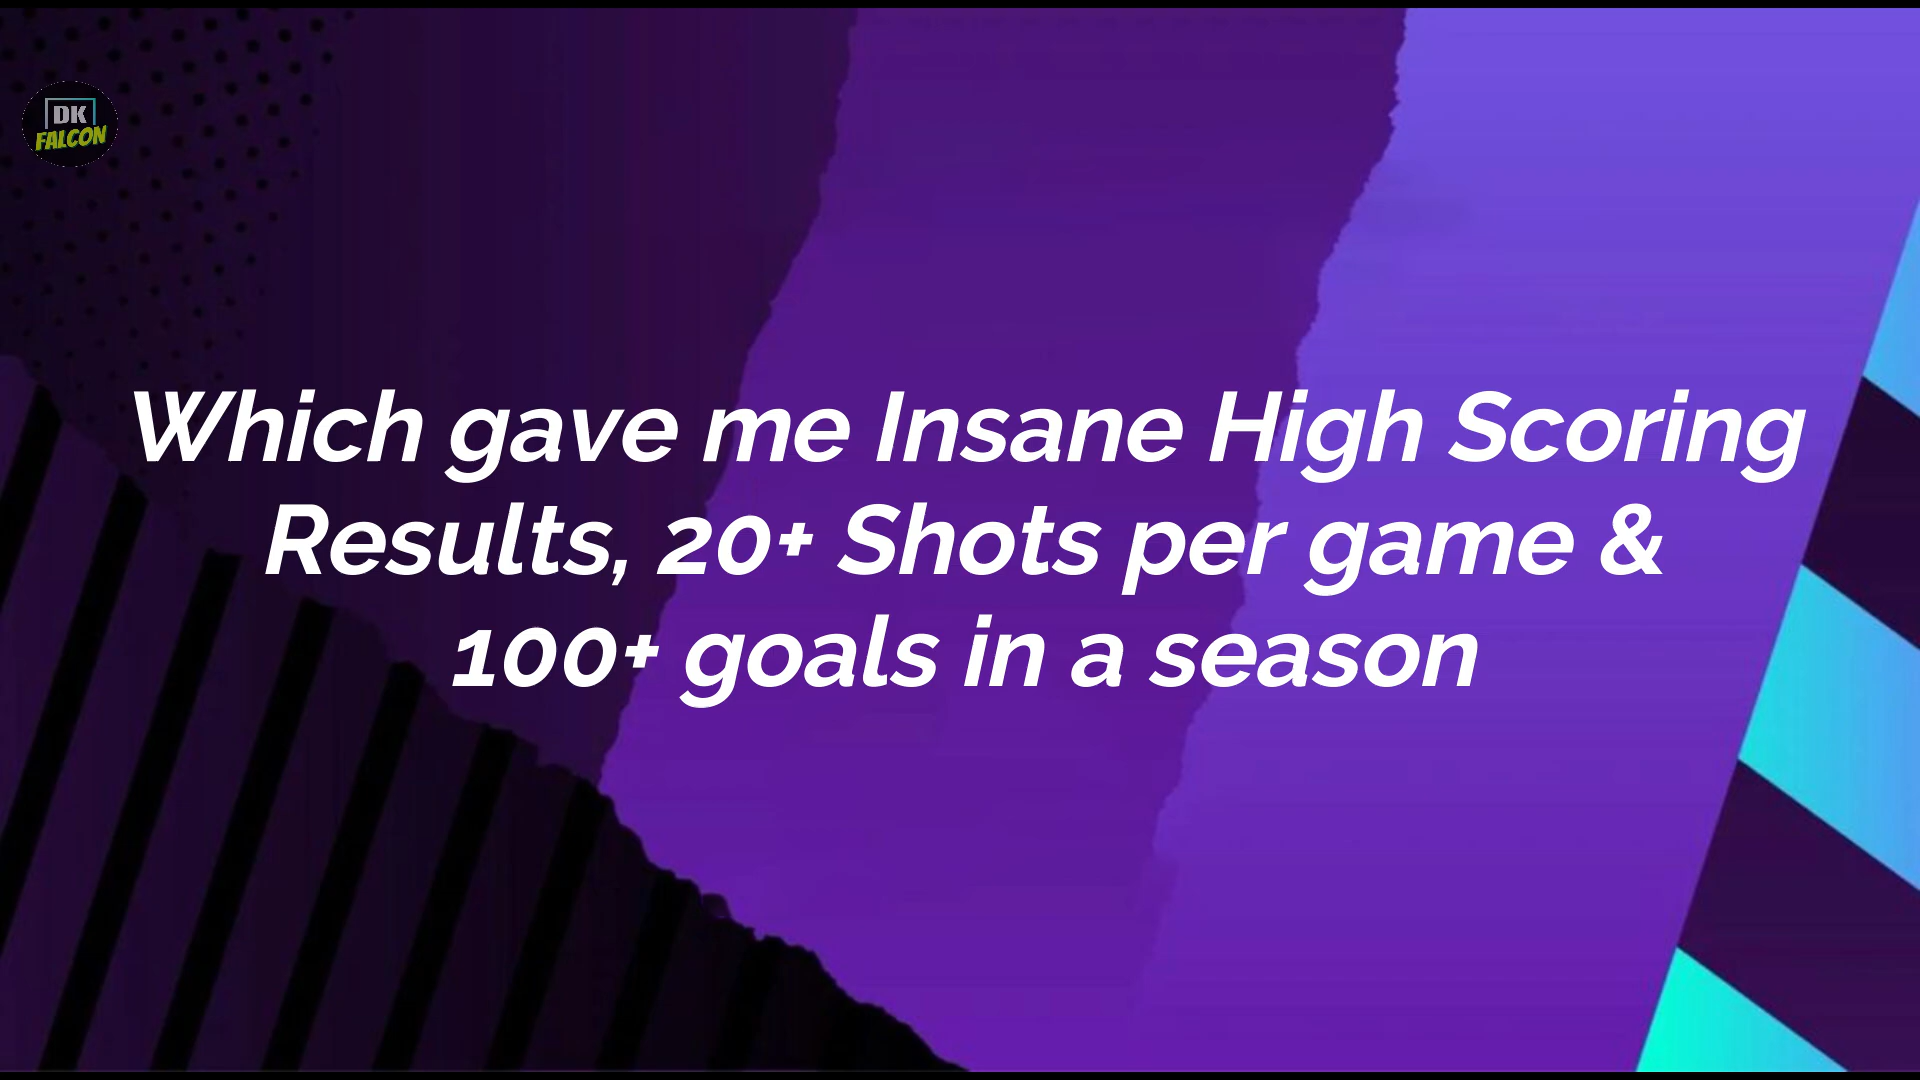 DK
FALCON
Which gave me Insane High Scoring
Results, 20+ Shots per game &
100+ goals in a season